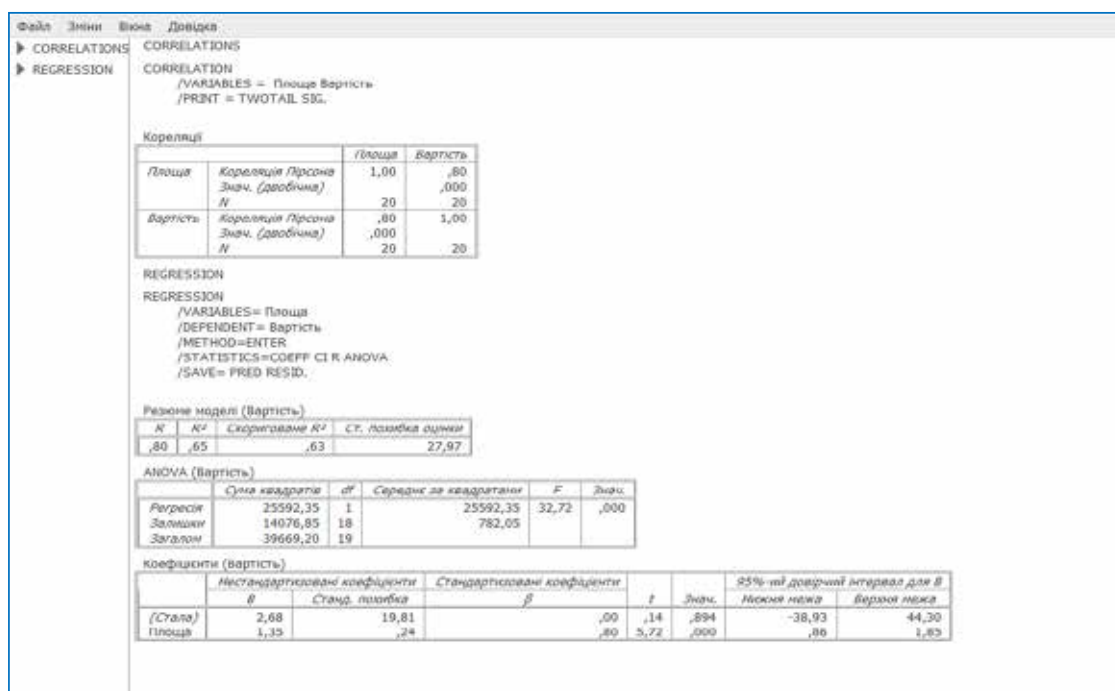 Файл Зміни Вікна Довідка
CORRELATIONS
REGRESSION
CORRELATIONS
CORRELATION
/VARIABLES = Площа Вартість
/PRINT = TWOTAIL SIG.
Кореляції
Площа Вартість
Площа Кореляція Пірсона 1,00 ,80
Знач. (двобічна) ,000
N 20 20
Вартість Кореляція Пірсона ,80 1,00
Знач. (двобічна) ,000
N 20 20
REGRESSION
REGRESSION
/VARIABLES= Площа
/DEPENDENT= Вартість
/METHOD=ENTER
/STATISTICS=COEFF CI R ANOVA
/SAVE= PRED RESID.
Резюме моделі (Вартість)
R R² Скориговане R² Ст. похибка оцінки
,80 ,65 ,63 27,97
ANOVA (Вартість)
Сума квадратів df Середнє за квадратами F Знач.
Регресія 25592,35 1 25592,35 32,72 ,000
Залишки 14076,85 18 782,05
Загалом 39669,20 19
Коефіцієнти (Вартість)
Нестандартизовані коефіцієнти Стандартизовані коефіцієнти 95%-ий довірчий інтервал для B
B Станд. похибка β t Знач. Нижня межа Верхня межа
(Стала) 2,68 19,81 ,00 ,14 ,894 -38,93 44,30
Площа 1,35 ,24 ,80 5,72 ,000 ,86 1,85